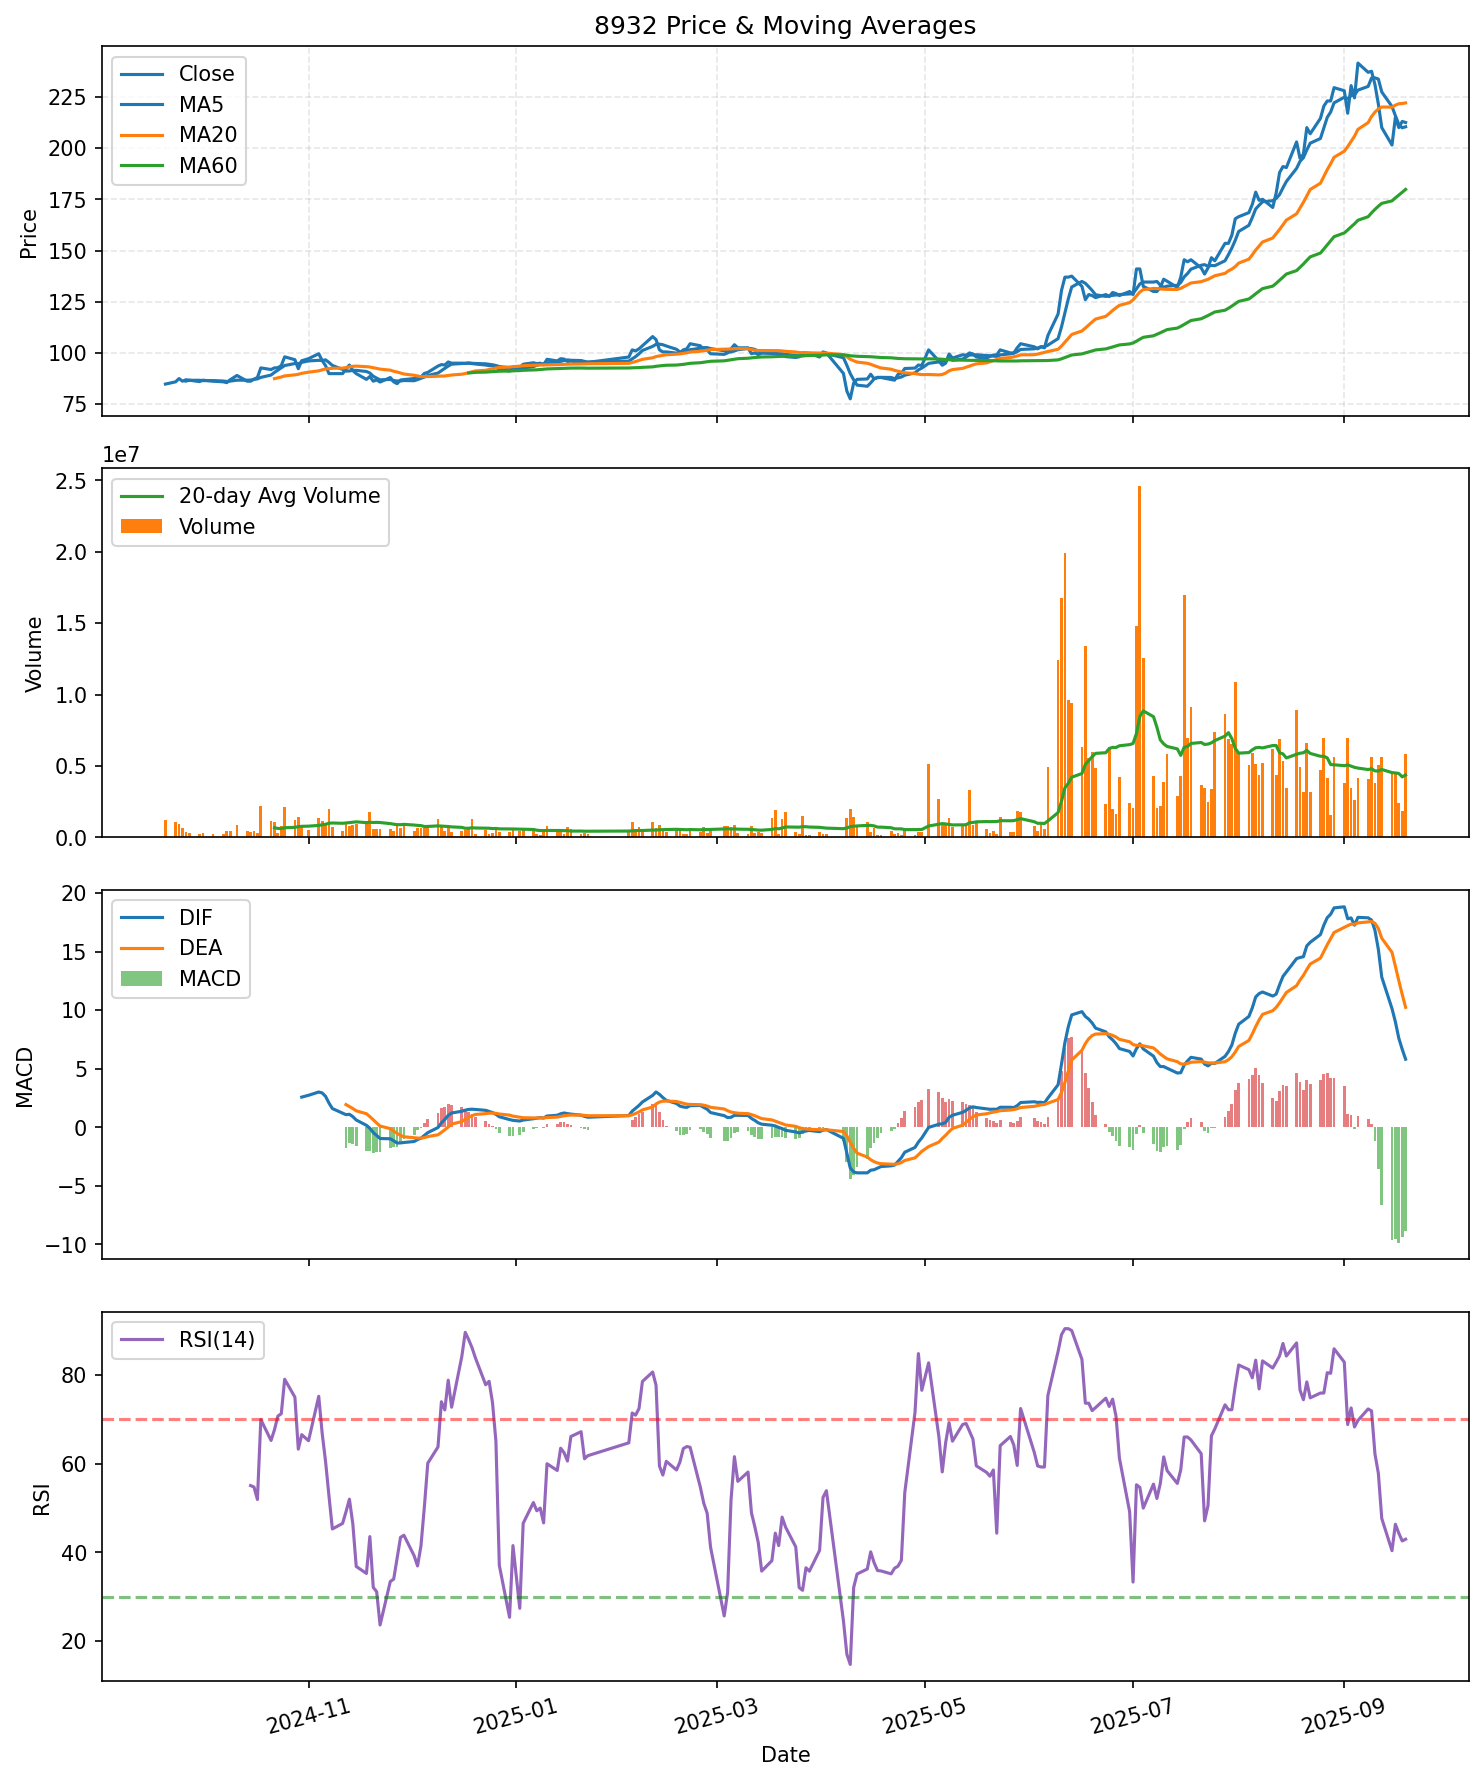 8932 Price & Moving Averages
Close
MA5
MA20
MA60
225
200
175
150
125
100
75
Price
1e7
20-day Avg Volume
Volume
2.5
2.0
1.5
1.0
0.5
0.0
Volume
DIF
DEA
MACD
20
15
10
5
0
−5
−10
MACD
RSI(14)
80
60
40
20
RSI
2024-11
2025-01
2025-03
2025-05
2025-07
2025-09
Date